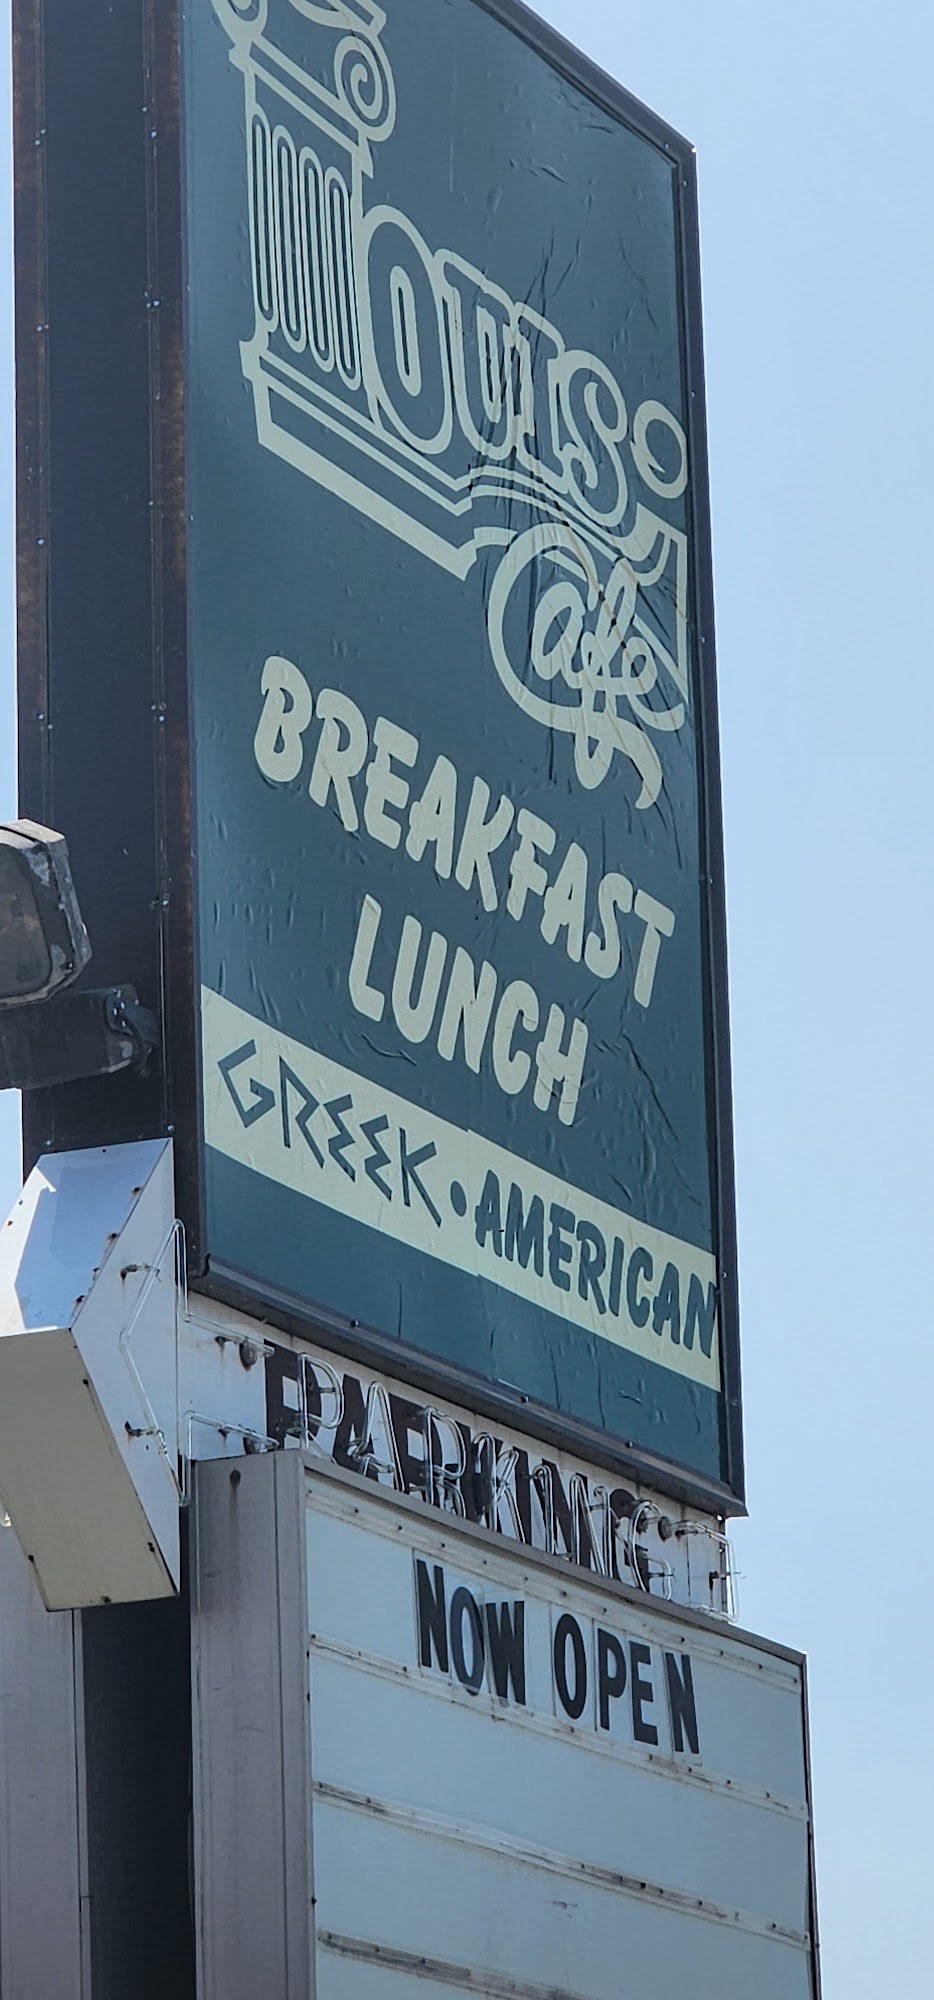 Louis'
Cafe
BREAKFAST
LUNCH
GREEK • AMERICAN
PARKING
NOW OPEN